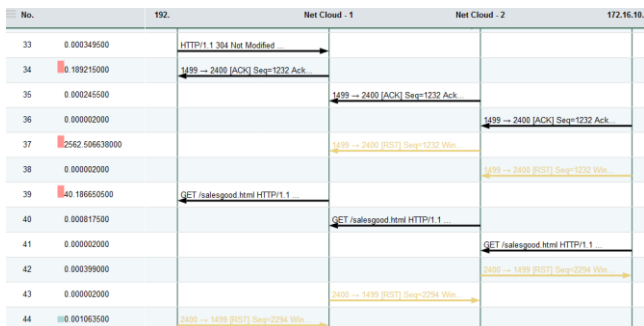 No. 192. Net Cloud - 1 Net Cloud - 2 172.16.10.
33 0.000349500 HTTP/1.1 304 Not Modified ...
34 0.189215000 1499 → 2400 [ACK] Seq=1232 Ack...
35 0.000245500 1499 → 2400 [ACK] Seq=1232 Ack...
36 0.000002000 1499 → 2400 [ACK] Seq=1232 Ack...
37 2562.506638000 1499 → 2400 [RST] Seq=1232 Win...
38 0.000002000 1499 → 2400 [RST] Seq=1232 Win...
39 40.186650500 GET /salesgood.html HTTP/1.1 ...
40 0.000817500 GET /salesgood.html HTTP/1.1 ...
41 0.000002000 GET /salesgood.html HTTP/1.1 ...
42 0.000399000 2400 → 1499 [RST] Seq=2294 Win...
43 0.000002000 2400 → 1499 [RST] Seq=2294 Win...
44 0.001063500 2400 → 1499 [RST] Seq=2294 Win...